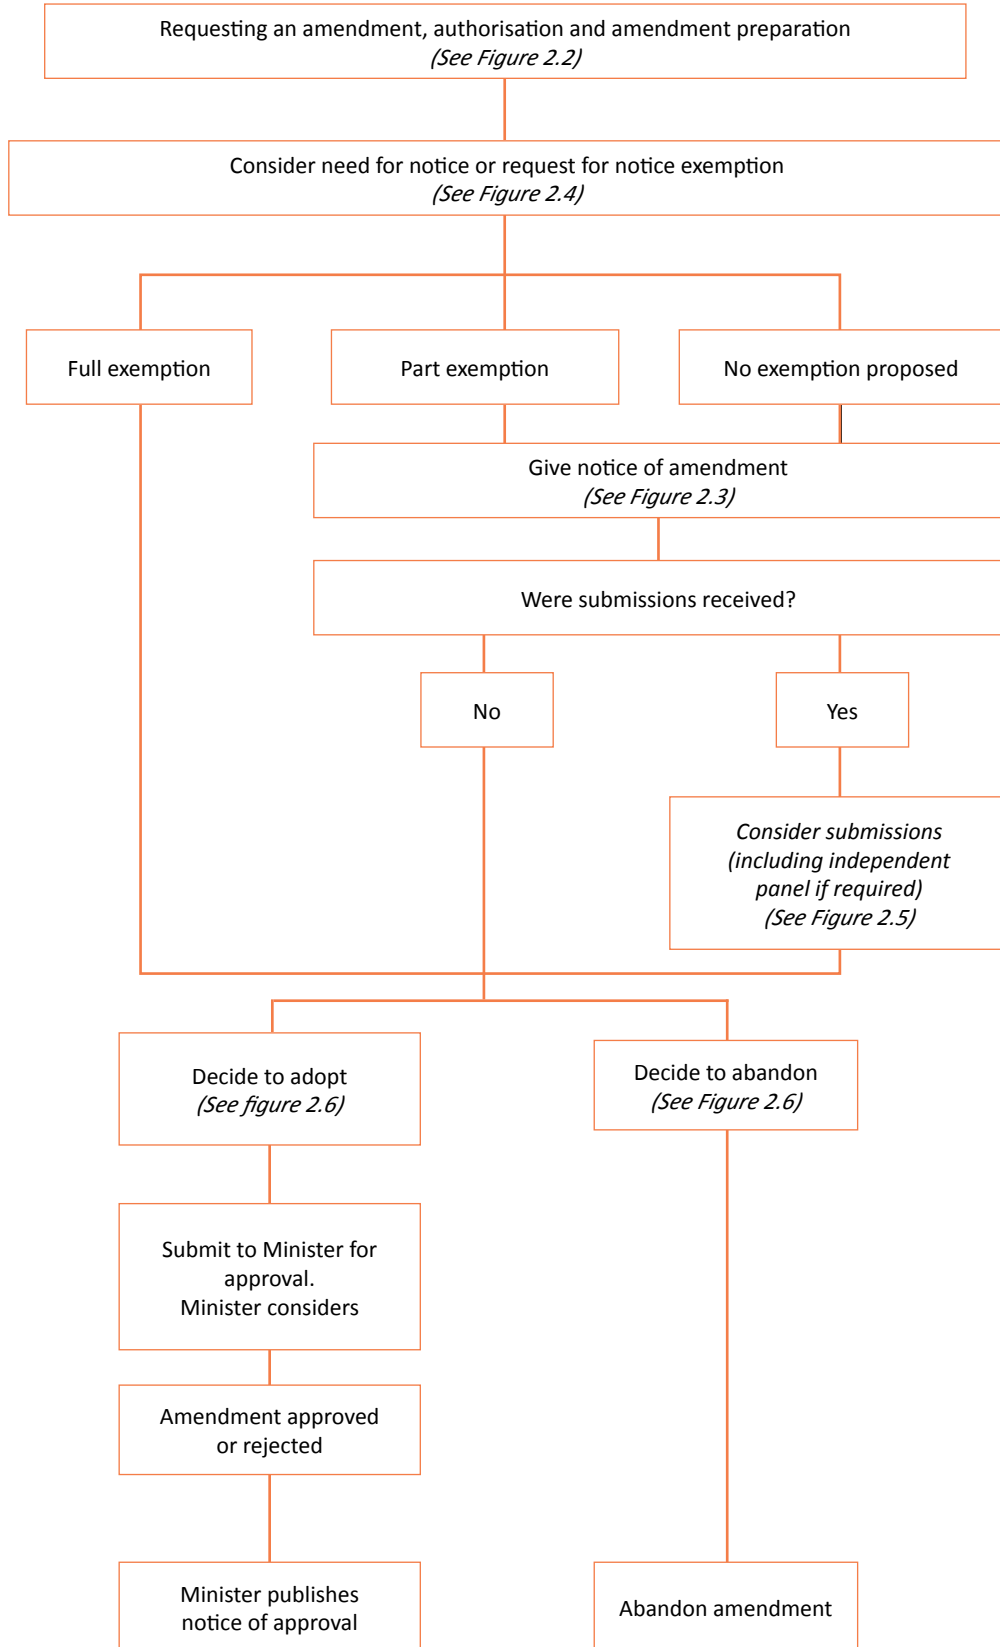 Requesting an amendment, authorisation and amendment preparation
(See Figure 2.2)
Consider need for notice or request for notice exemption
(See Figure 2.4)
Full exemption
Part exemption
No exemption proposed
Give notice of amendment
(See Figure 2.3)
Were submissions received?
No
Yes
Consider submissions
(including independent
panel if required)
(See Figure 2.5)
Decide to adopt
(See figure 2.6)
Decide to abandon
(See Figure 2.6)
Submit to Minister for
approval.
Minister considers
Amendment approved
or rejected
Minister publishes
notice of approval
Abandon amendment